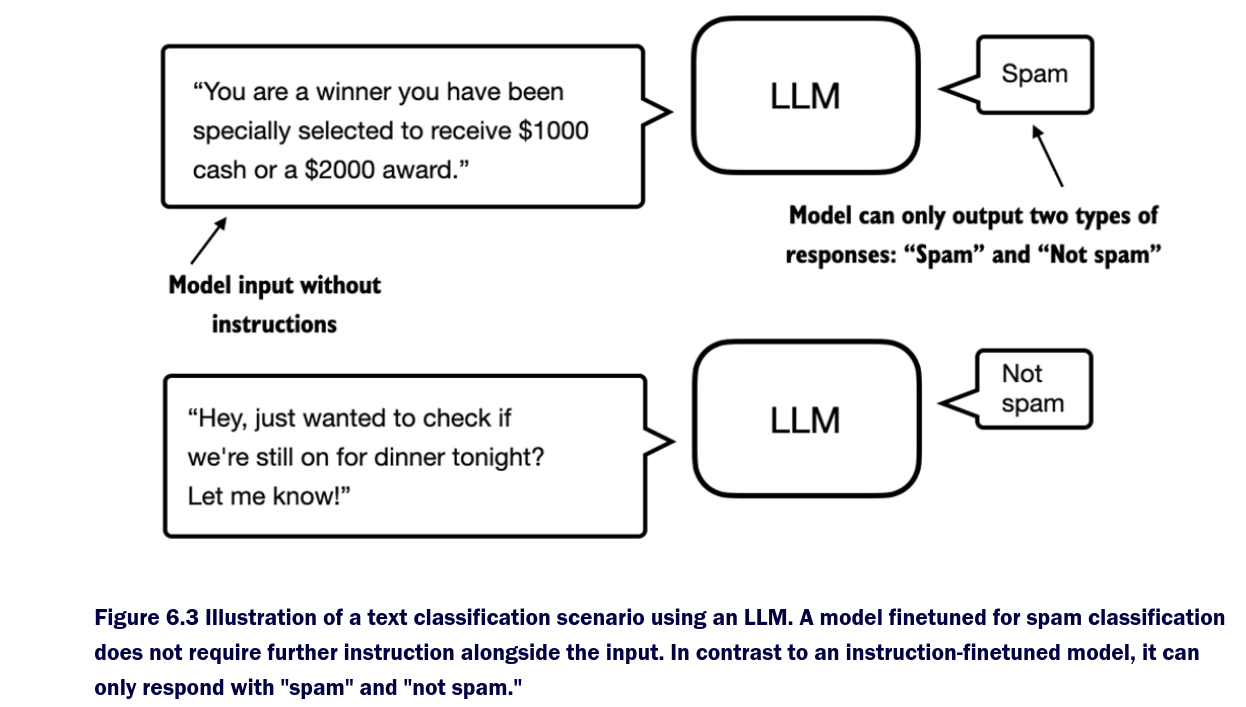 “You are a winner you have been
specially selected to receive $1000
cash or a $2000 award.”
LLM
Spam
Model can only output two types of
responses: “Spam” and “Not spam”
Model input without
instructions
“Hey, just wanted to check if
we're still on for dinner tonight?
Let me know!”
LLM
Not
spam
Figure 6.3 Illustration of a text classification scenario using an LLM. A model finetuned for spam classification
does not require further instruction alongside the input. In contrast to an instruction-finetuned model, it can
only respond with "spam" and "not spam."